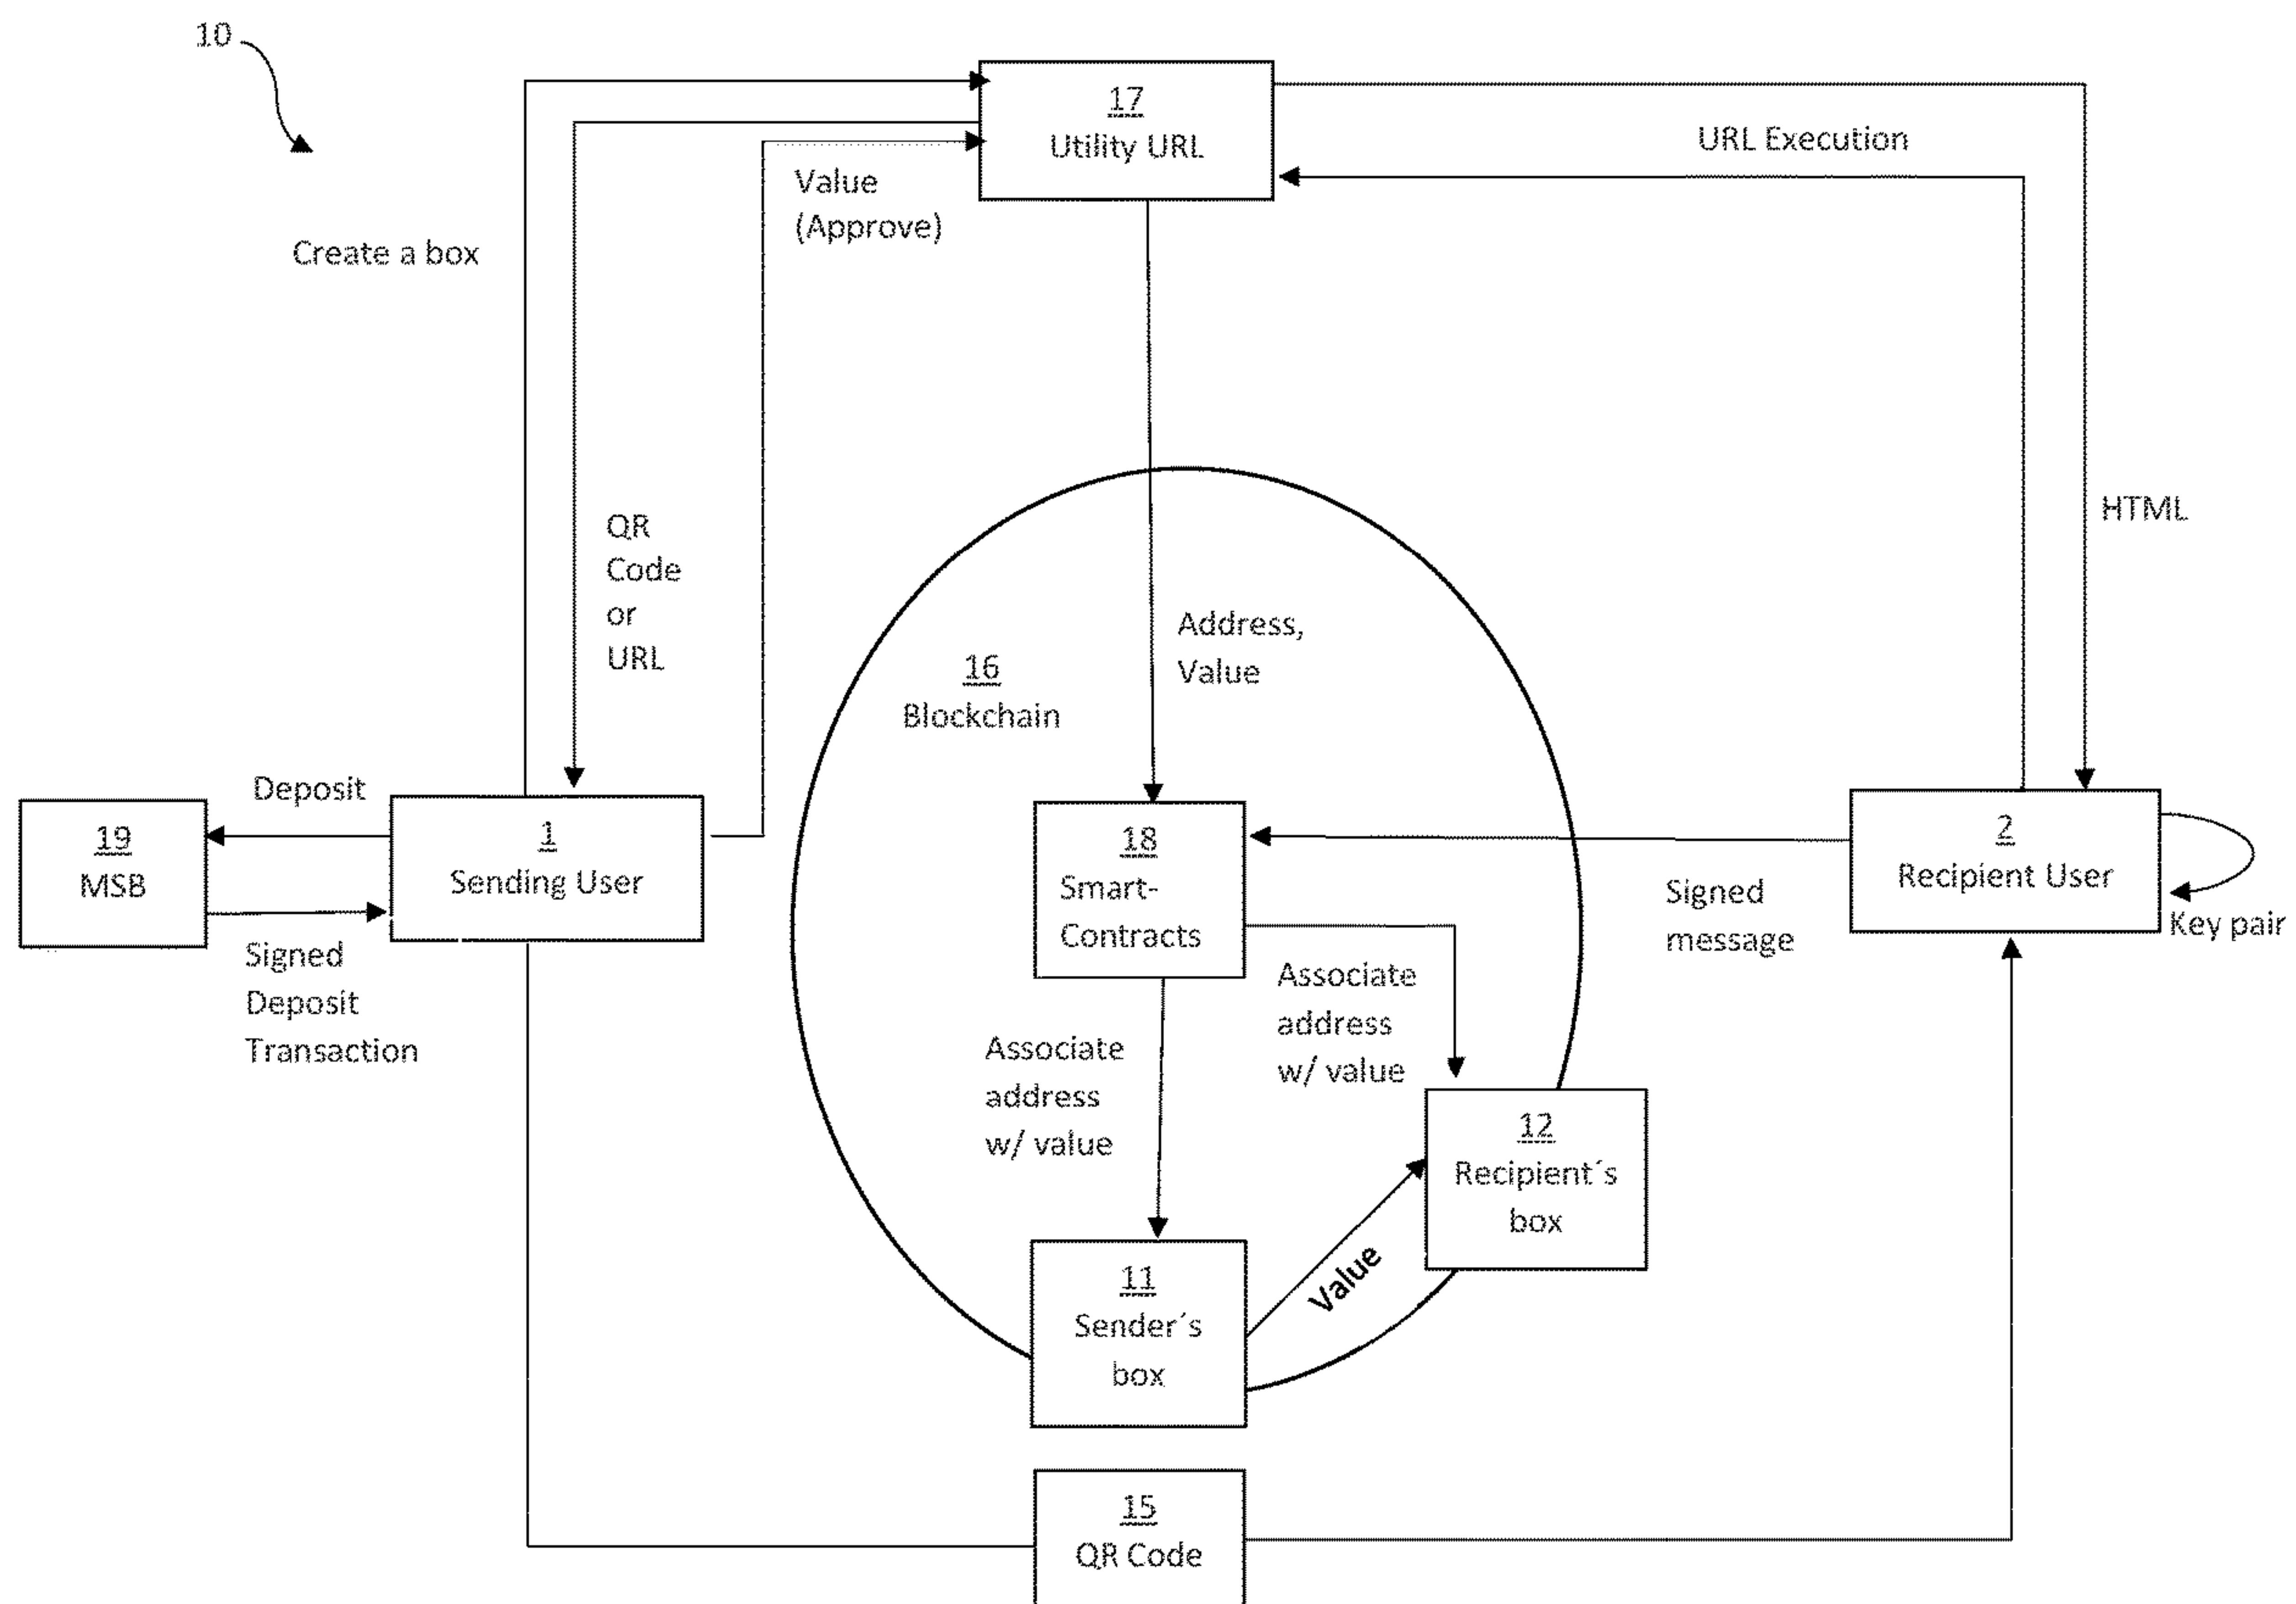 10
17
Utility URL
URL Execution
Value
(Approve)
Create a box
HTML
QR
Code
or
URL
Address,
Value
16
Blockchain
Deposit
19
MSB
1
Sending User
18
Smart-
Contracts
2
Recipient User
Signed
message
Key pair
Signed
Deposit
Transaction
Associate
address
w/ value
Associate
address
w/ value
12
Recipient´s
box
Value
11
Sender´s
box
15
QR Code